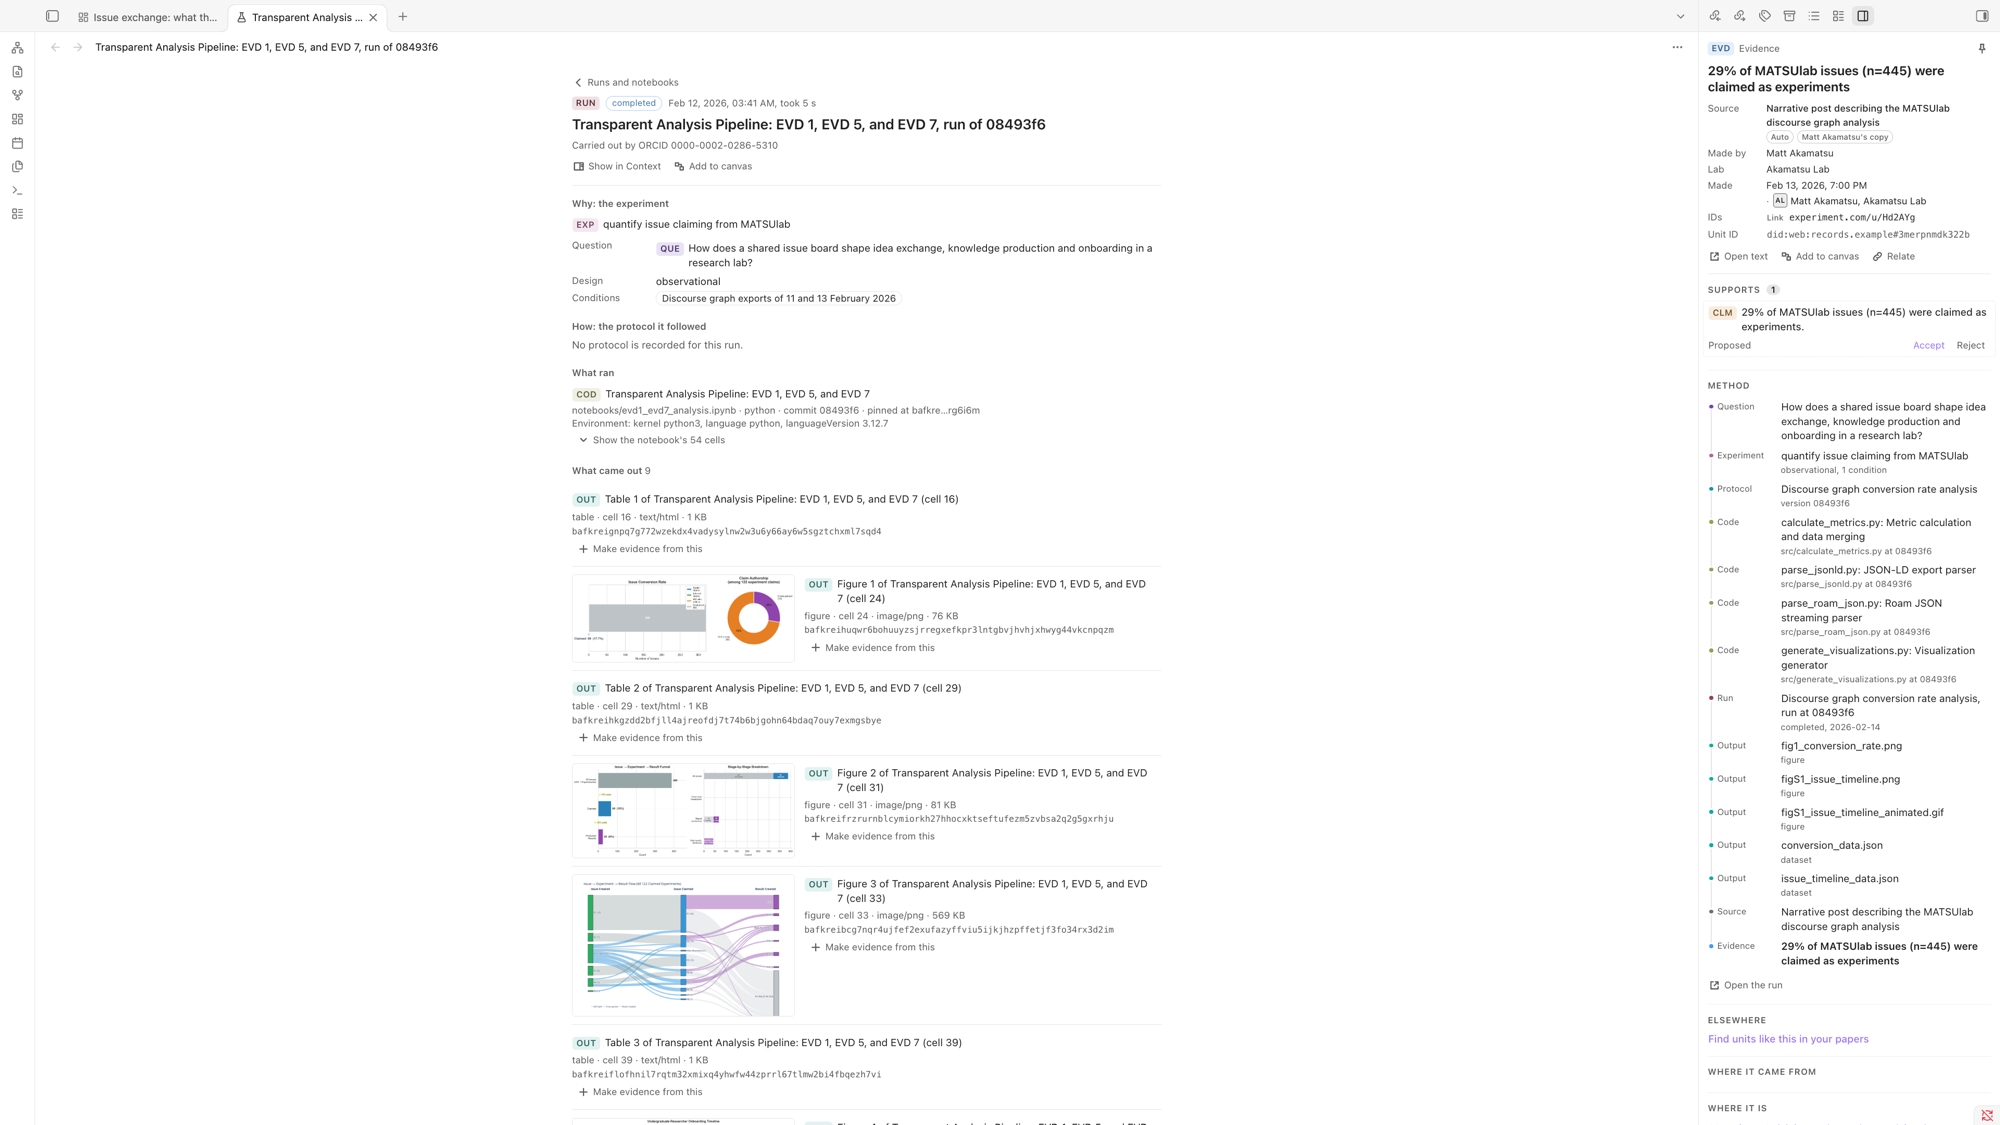 Issue exchange: what th...
Transparent Analysis ...
Transparent Analysis Pipeline: EVD 1, EVD 5, and EVD 7, run of 08493f6
Runs and notebooks
RUN completed Feb 12, 2026, 03:41 AM, took 5 s
Transparent Analysis Pipeline: EVD 1, EVD 5, and EVD 7, run of 08493f6
Carried out by ORCID 0000-0002-0286-5310
Show in Context Add to canvas
Why: the experiment
EXP quantify issue claiming from MATSUlab
Question QUE How does a shared issue board shape idea exchange, knowledge production and onboarding in a
research lab?
Design observational
Conditions Discourse graph exports of 11 and 13 February 2026
How: the protocol it followed
No protocol is recorded for this run.
What ran
COD Transparent Analysis Pipeline: EVD 1, EVD 5, and EVD 7
notebooks/evd1_evd7_analysis.ipynb · python · commit 08493f6 · pinned at bafkre...rg6i6m
Environment: kernel python3, language python, languageVersion 3.12.7
Show the notebook's 54 cells
What came out 9
OUT Table 1 of Transparent Analysis Pipeline: EVD 1, EVD 5, and EVD 7 (cell 16)
table · cell 16 · text/html · 1 KB
bafkreignpq7g772wzekdx4vadysylnw2w3u6y66ay6w5sgztchxml7sqd4
Make evidence from this
Issue Conversion Rate
Claim Authorship
(among 122 experiment claims)
Number of Issues
OUT Figure 1 of Transparent Analysis Pipeline: EVD 1, EVD 5, and EVD
7 (cell 24)
figure · cell 24 · image/png · 76 KB
bafkreihuqwr6bohuuyzsjrregxefkpr3lntgbvjhvhjxhwyg44vkcnpqzm
Make evidence from this
OUT Table 2 of Transparent Analysis Pipeline: EVD 1, EVD 5, and EVD 7 (cell 29)
table · cell 29 · text/html · 1 KB
bafkreihkgzdd2bfjll4ajreofdj7t74b6bjgohn64bdaq7ouy7exmgsbye
Make evidence from this
Issue → Experiment → Result Funnel
Stage-by-Stage Breakdown
OUT Figure 2 of Transparent Analysis Pipeline: EVD 1, EVD 5, and EVD
7 (cell 31)
figure · cell 31 · image/png · 81 KB
bafkreifrzrurnblcymiorkh27hhocxktseftufezm5zvbsa2q2g5gxrhju
Make evidence from this
OUT Figure 3 of Transparent Analysis Pipeline: EVD 1, EVD 5, and EVD
7 (cell 33)
figure · cell 33 · image/png · 569 KB
bafkreibcg7nqr4ujfef2exufazyffviu5ijkjhzpffetjf3fo34rx3d2im
Make evidence from this
OUT Table 3 of Transparent Analysis Pipeline: EVD 1, EVD 5, and EVD 7 (cell 39)
table · cell 39 · text/html · 1 KB
bafkreiflofhnil7rqtm32xmixq4yhwfw44zprrl67tlmw2bi4fbqezh7vi
Make evidence from this
Undergraduate Researcher Onboarding Timeline
EVD Evidence
29% of MATSUlab issues (n=445) were
claimed as experiments
Source Narrative post describing the MATSUlab
discourse graph analysis
Auto Matt Akamatsu's copy
Made by Matt Akamatsu
Lab Akamatsu Lab
Made Feb 13, 2026, 7:00 PM
· AL Matt Akamatsu, Akamatsu Lab
IDs Link experiment.com/u/Hd2AYg
Unit ID did:web:records.example#3merpnmdk322b
Open text Add to canvas Relate
SUPPORTS 1
CLM 29% of MATSUlab issues (n=445) were claimed as
experiments.
Proposed Accept Reject
METHOD
Question How does a shared issue board shape idea
exchange, knowledge production and
onboarding in a research lab?
Experiment quantify issue claiming from MATSUlab
observational, 1 condition
Protocol Discourse graph conversion rate analysis
version 08493f6
Code calculate_metrics.py: Metric calculation
and data merging
src/calculate_metrics.py at 08493f6
Code parse_jsonld.py: JSON-LD export parser
src/parse_jsonld.py at 08493f6
Code parse_roam_json.py: Roam JSON
streaming parser
src/parse_roam_json.py at 08493f6
Code generate_visualizations.py: Visualization
generator
src/generate_visualizations.py at 08493f6
Run Discourse graph conversion rate analysis,
run at 08493f6
completed, 2026-02-14
Output fig1_conversion_rate.png
figure
Output figS1_issue_timeline.png
figure
Output figS1_issue_timeline_animated.gif
figure
Output conversion_data.json
dataset
Output issue_timeline_data.json
dataset
Source Narrative post describing the MATSUlab
discourse graph analysis
Evidence 29% of MATSUlab issues (n=445) were
claimed as experiments
Open the run
ELSEWHERE
Find units like this in your papers
WHERE IT CAME FROM
WHERE IT IS